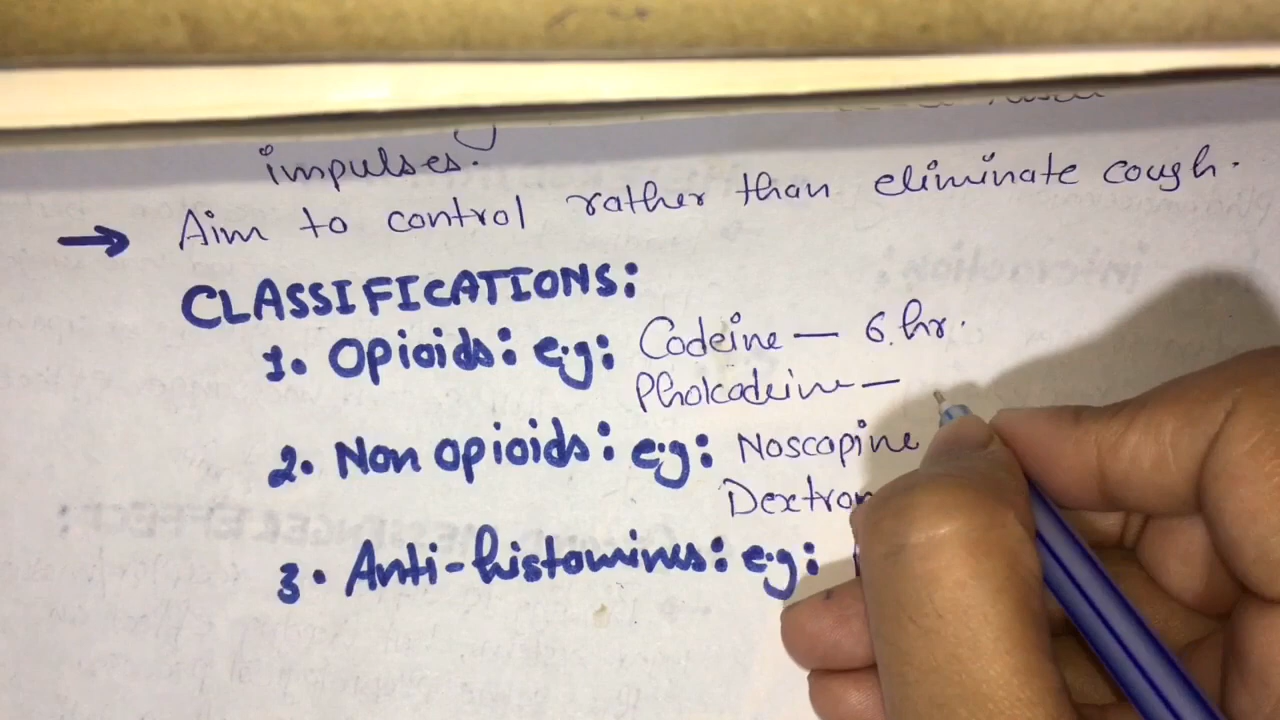 impulses.
→ Aim to control rather than eliminate cough.
CLASSIFICATIONS:
1. Opioids: e.g: Codeine — 6 hr.
Pholcodeine —
2. Non opioids: e.g: Noscapine
Dextrom
3. Anti-histamines: e.g: